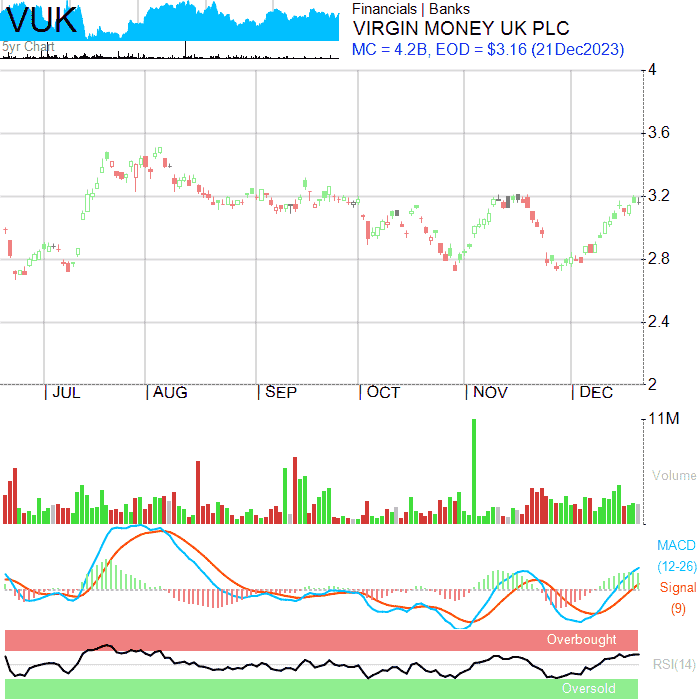 VUK
5yr Chart
Financials | Banks
VIRGIN MONEY UK PLC
MC = 4.2B, EOD = $3.16 (21Dec2023)
4
3.6
3.2
2.8
2.4
2
JUL AUG SEP OCT NOV DEC
11M
Volume
MACD
(12-26)
Signal
(9)
Overbought
RSI(14)
Oversold